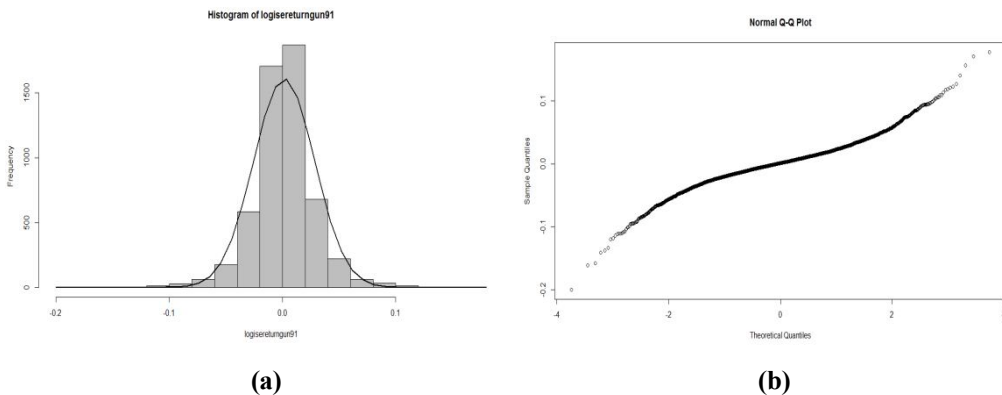 Histogram of logisereturngun91
Frequency
0
500
1000
1500
-0.2
-0.1
0.0
0.1
logisereturngun91
(a)
Normal Q-Q Plot
Sample Quantiles
-0.2
-0.1
0.0
0.1
-4
-2
0
2
Theoretical Quantiles
(b)